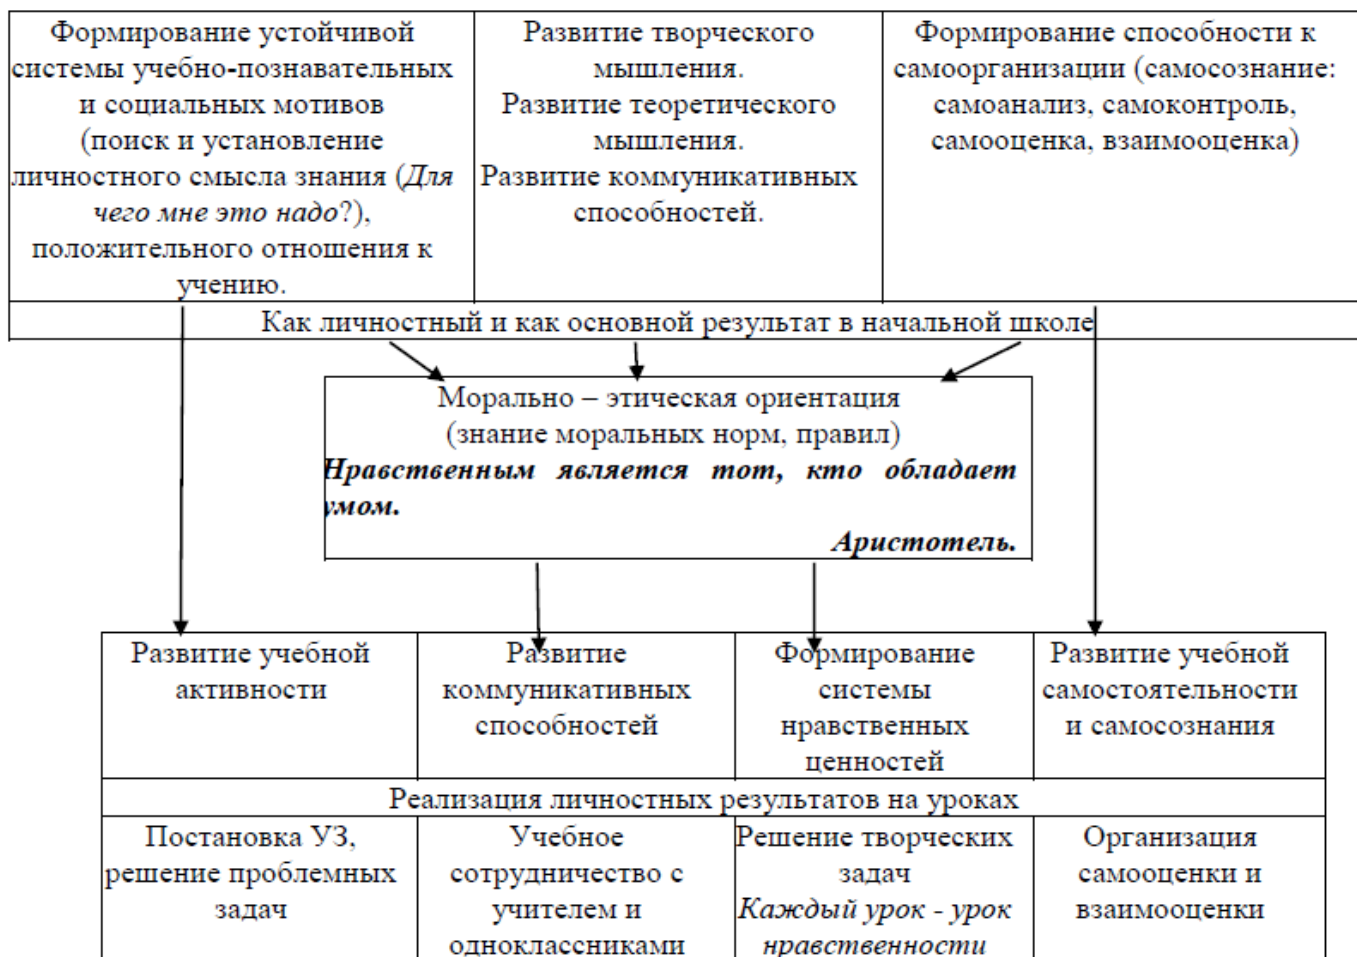 Формирование устойчивой
системы учебно-познавательных
и социальных мотивов
(поиск и установление
личностного смысла знания (Для
чего мне это надо?),
положительного отношения к
учению.
Развитие творческого
мышления.
Развитие теоретического
мышления.
Развитие коммуникативных
способностей.
Формирование способности к
самоорганизации (самосознание:
самоанализ, самоконтроль,
самооценка, взаимооценка)
Как личностный и как основной результат в начальной школе
Морально – этическая ориентация
(знание моральных норм, правил)
Нравственным является тот, кто обладает
умом.
Аристотель.
Развитие учебной
активности
Развитие
коммуникативных
способностей
Формирование
системы
нравственных
ценностей
Развитие учебной
самостоятельности
и самосознания
Реализация личностных результатов на уроках
Постановка УЗ,
решение проблемных
задач
Учебное
сотрудничество с
учителем и
одноклассниками
Решение творческих
задач
Каждый урок - урок
нравственности
Организация
самооценки и
взаимооценки